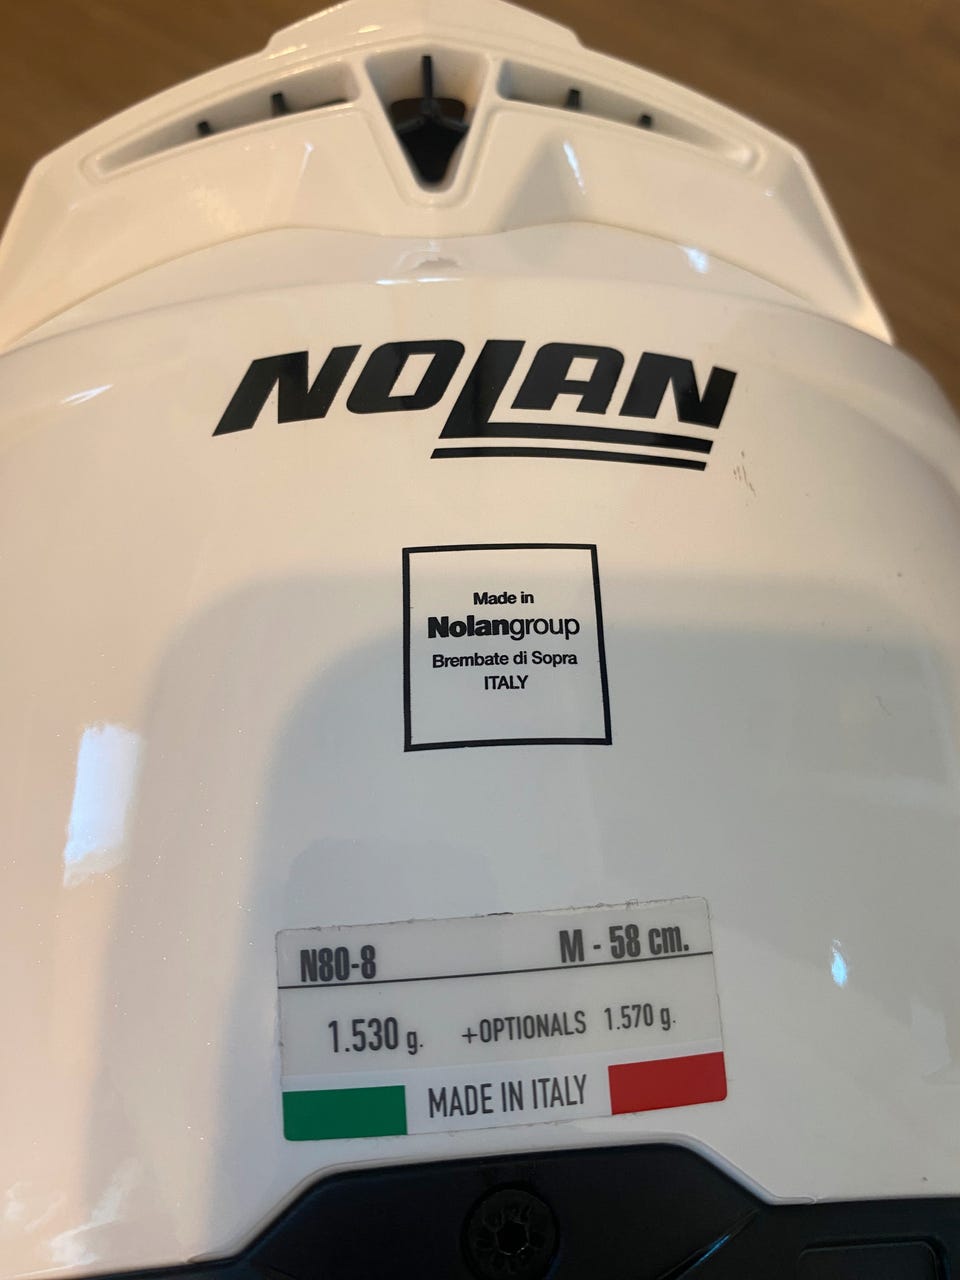 NOLAN
Made in
Nolangroup
Brembate di Sopra
ITALY
N80-8 M - 58 cm.
1.530 g. +OPTIONALS 1.570 g.
MADE IN ITALY